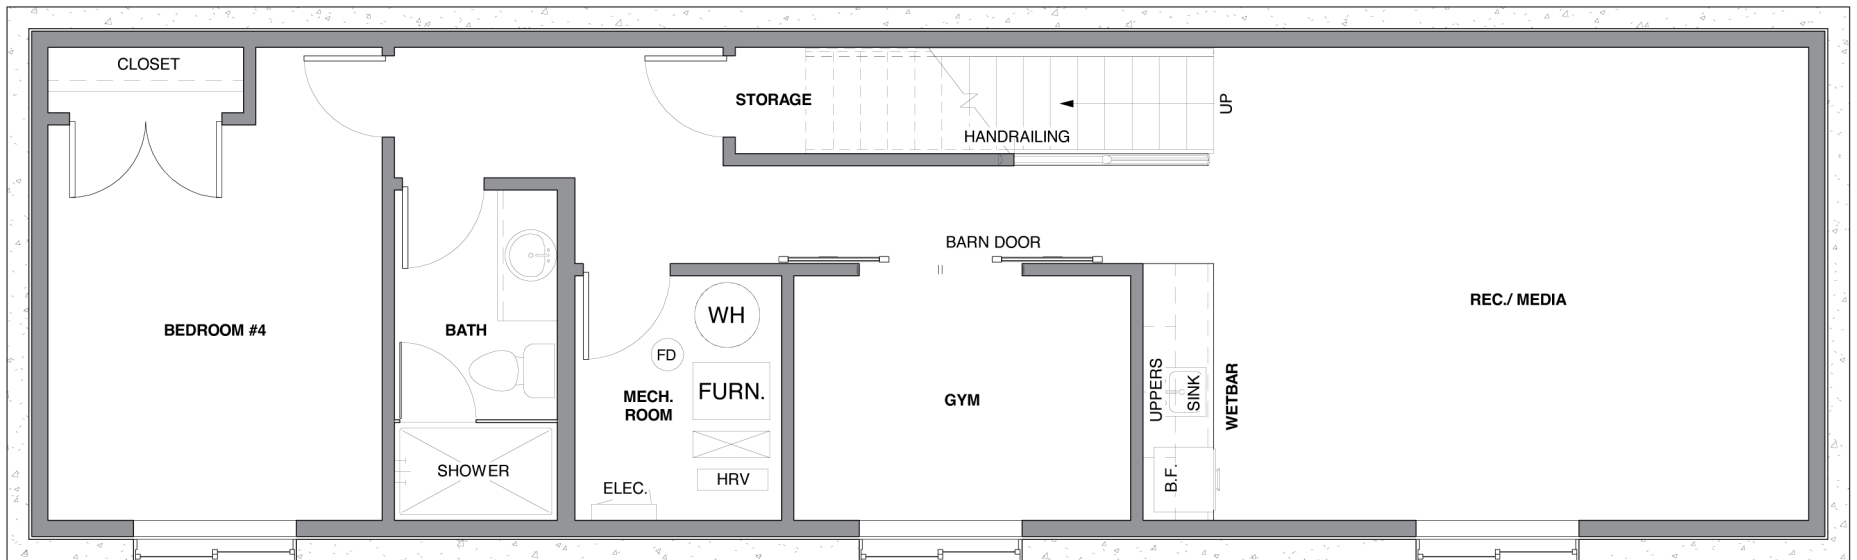 CLOSET
STORAGE
UP
HANDRAILING
BARN DOOR
BEDROOM #4
BATH
WH
FD
FURN.
MECH.
ROOM
HRV
ELEC.
SHOWER
GYM
UPPERS
SINK
WETBAR
B.F.
REC./ MEDIA